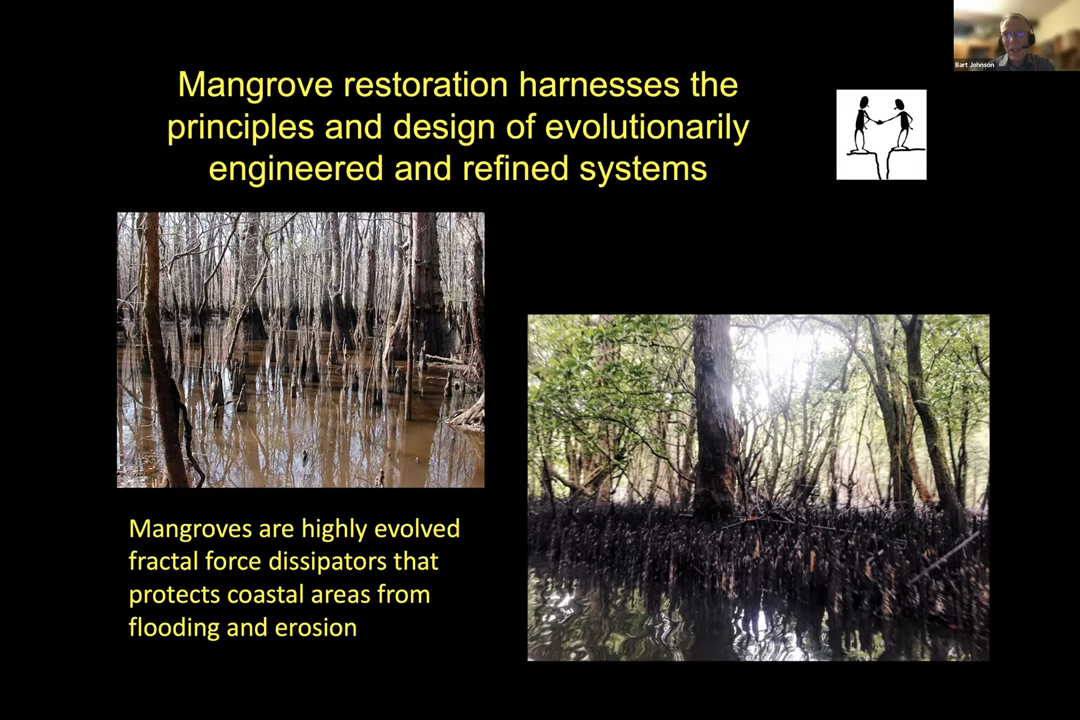 Bart Johnson
Mangrove restoration harnesses the
principles and design of evolutionarily
engineered and refined systems
Mangroves are highly evolved
fractal force dissipators that
protects coastal areas from
flooding and erosion